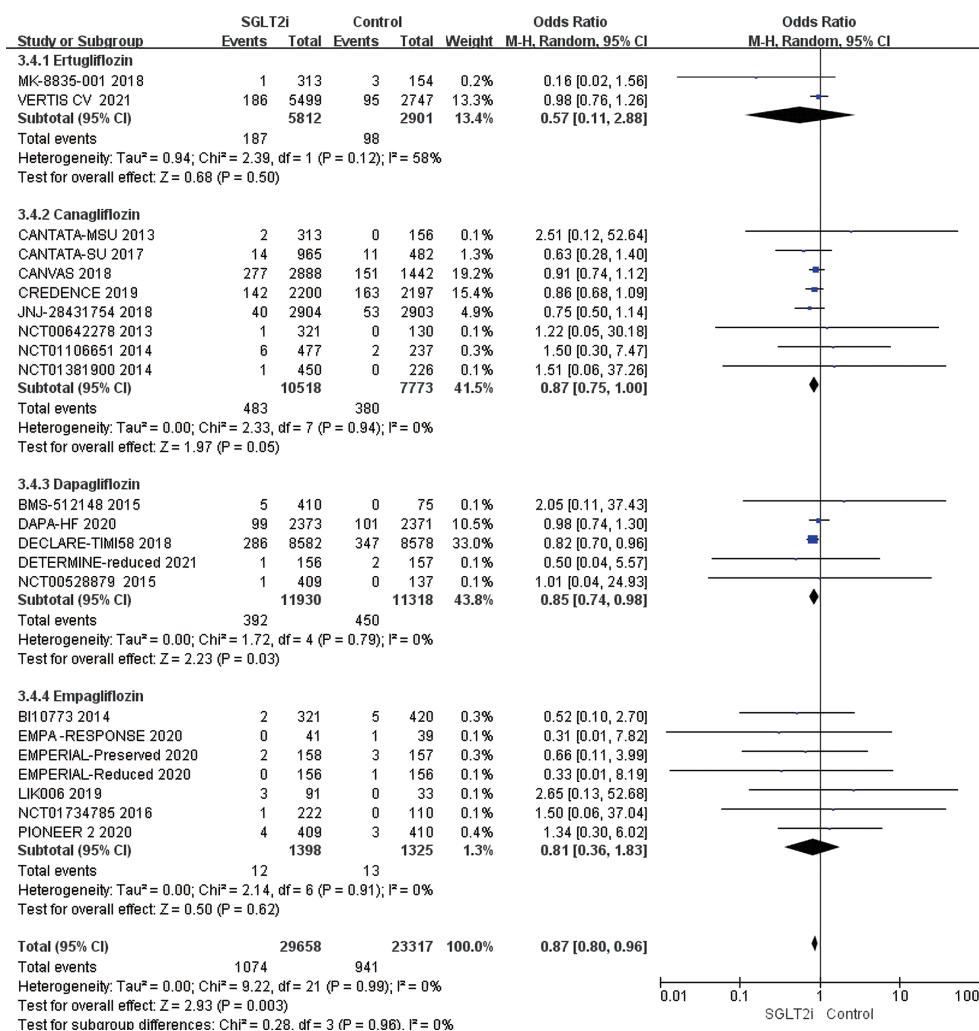 SGLT2i Control Odds Ratio Odds Ratio
Study or Subgroup Events Total Events Total Weight M-H, Random, 95% CI M-H, Random, 95% CI
3.4.1 Ertugliflozin
MK-8835-001 2018 1 313 3 154 0.2% 0.16 [0.02, 1.56]
VERTIS CV 2021 186 5499 95 2747 13.3% 0.98 [0.76, 1.26]
Subtotal (95% CI) 5812 2901 13.4% 0.57 [0.11, 2.88]
Total events 187 98
Heterogeneity: Tau² = 0.94; Chi² = 2.39, df = 1 (P = 0.12); I² = 58%
Test for overall effect: Z = 0.68 (P = 0.50)
3.4.2 Canagliflozin
CANTATA-MSU 2013 2 313 0 156 0.1% 2.51 [0.12, 52.64]
CANTATA-SU 2017 14 965 11 482 1.3% 0.63 [0.28, 1.40]
CANVAS 2018 277 2888 151 1442 19.2% 0.91 [0.74, 1.12]
CREDENCE 2019 142 2200 163 2197 15.4% 0.86 [0.68, 1.09]
JNJ-28431754 2018 40 2904 53 2903 4.9% 0.75 [0.50, 1.14]
NCT00642278 2013 1 321 0 130 0.1% 1.22 [0.05, 30.18]
NCT01106651 2014 6 477 2 237 0.3% 1.50 [0.30, 7.47]
NCT01381900 2014 1 450 0 226 0.1% 1.51 [0.06, 37.26]
Subtotal (95% CI) 10518 7773 41.5% 0.87 [0.75, 1.00]
Total events 483 380
Heterogeneity: Tau² = 0.00; Chi² = 2.33, df = 7 (P = 0.94); I² = 0%
Test for overall effect: Z = 1.97 (P = 0.05)
3.4.3 Dapagliflozin
BMS-512148 2015 5 410 0 75 0.1% 2.05 [0.11, 37.43]
DAPA-HF 2020 99 2373 101 2371 10.5% 0.98 [0.74, 1.30]
DECLARE-TIMI58 2018 286 8582 347 8578 33.0% 0.82 [0.70, 0.96]
DETERMINE-reduced 2021 1 156 2 157 0.1% 0.50 [0.04, 5.57]
NCT00528879 2015 1 409 0 137 0.1% 1.01 [0.04, 24.93]
Subtotal (95% CI) 11930 11318 43.8% 0.85 [0.74, 0.98]
Total events 392 450
Heterogeneity: Tau² = 0.00; Chi² = 1.72, df = 4 (P = 0.79); I² = 0%
Test for overall effect: Z = 2.23 (P = 0.03)
3.4.4 Empagliflozin
BI10773 2014 2 321 5 420 0.3% 0.52 [0.10, 2.70]
EMPA-RESPONSE 2020 0 41 1 39 0.1% 0.31 [0.01, 7.82]
EMPERIAL-Preserved 2020 2 158 3 157 0.2% 0.66 [0.11, 3.99]
EMPERIAL-Reduced 2020 0 156 1 156 0.1% 0.33 [0.01, 8.19]
LIK066 2019 3 91 0 33 0.1% 2.65 [0.13, 52.68]
NCT01734785 2016 1 222 0 110 0.1% 1.50 [0.06, 37.04]
PIONEER 2 2020 4 409 3 410 0.4% 1.34 [0.30, 6.02]
Subtotal (95% CI) 1398 1325 1.3% 0.81 [0.36, 1.83]
Total events 12 13
Heterogeneity: Tau² = 0.00; Chi² = 2.14, df = 6 (P = 0.91); I² = 0%
Test for overall effect: Z = 0.50 (P = 0.62)
Total (95% CI) 29658 23317 100.0% 0.87 [0.80, 0.96]
Total events 1074 941
Heterogeneity: Tau² = 0.00; Chi² = 9.22, df = 21 (P = 0.99); I² = 0%
Test for overall effect: Z = 2.93 (P = 0.003)
Test for subgroup differences: Chi² = 0.28, df = 3 (P = 0.96), I² = 0%
0.01 0.1 1 10 100
SGLT2i Control